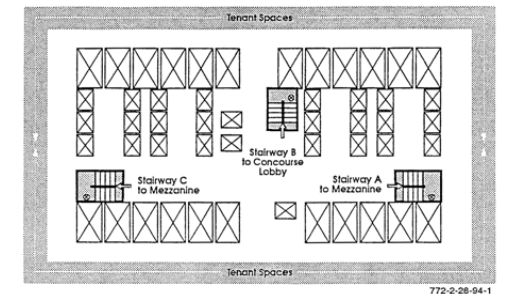 Tenant Spaces
Stairway B
to Concourse
Lobby
Stairway C
to Mezzanine
Stairway A
to Mezzanine
Tenant Spaces
772-2-28-94-1